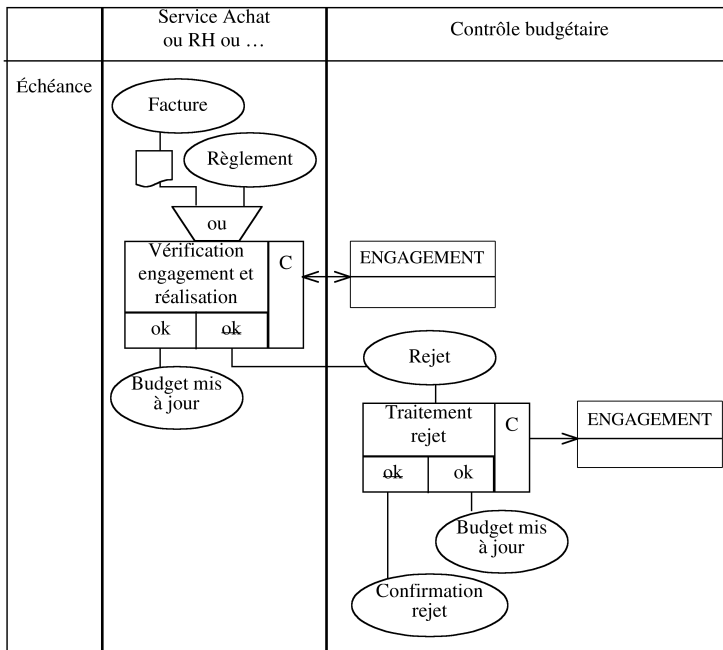 Service Achat
ou RH ou …
Contrôle budgétaire
Échéance
Facture
Règlement
ou
Vérification
engagement et
réalisation
C
ENGAGEMENT
ok
ok
Rejet
Budget mis
à jour
Traitement
rejet
C
ENGAGEMENT
ok
ok
Budget mis
à jour
Confirmation
rejet